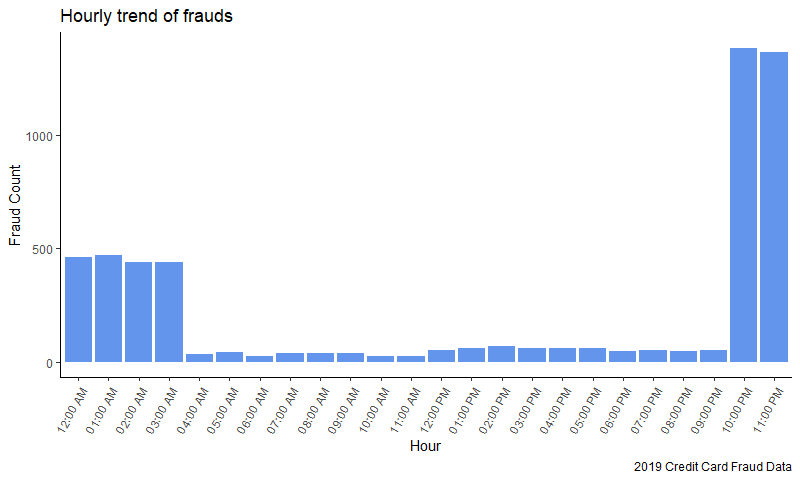 Hourly trend of frauds
Fraud Count
1000
500
0
12:00 AM
01:00 AM
02:00 AM
03:00 AM
04:00 AM
05:00 AM
06:00 AM
07:00 AM
08:00 AM
09:00 AM
10:00 AM
11:00 AM
12:00 PM
01:00 PM
02:00 PM
03:00 PM
04:00 PM
05:00 PM
06:00 PM
07:00 PM
08:00 PM
09:00 PM
10:00 PM
11:00 PM
Hour
2019 Credit Card Fraud Data